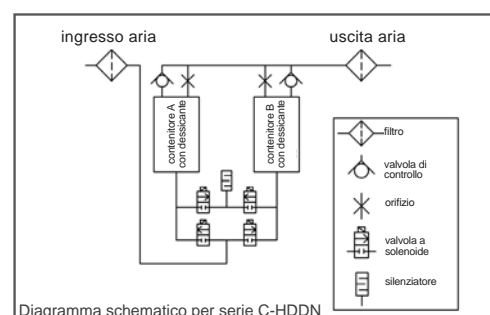 ingresso aria
uscita aria
contenitore A
con dessicante
contenitore B
con dessicante
filtro
valvola di
controllo
orifizio
valvola a
solenoide
silenziatore
Diagramma schematico per serie C-HDDN